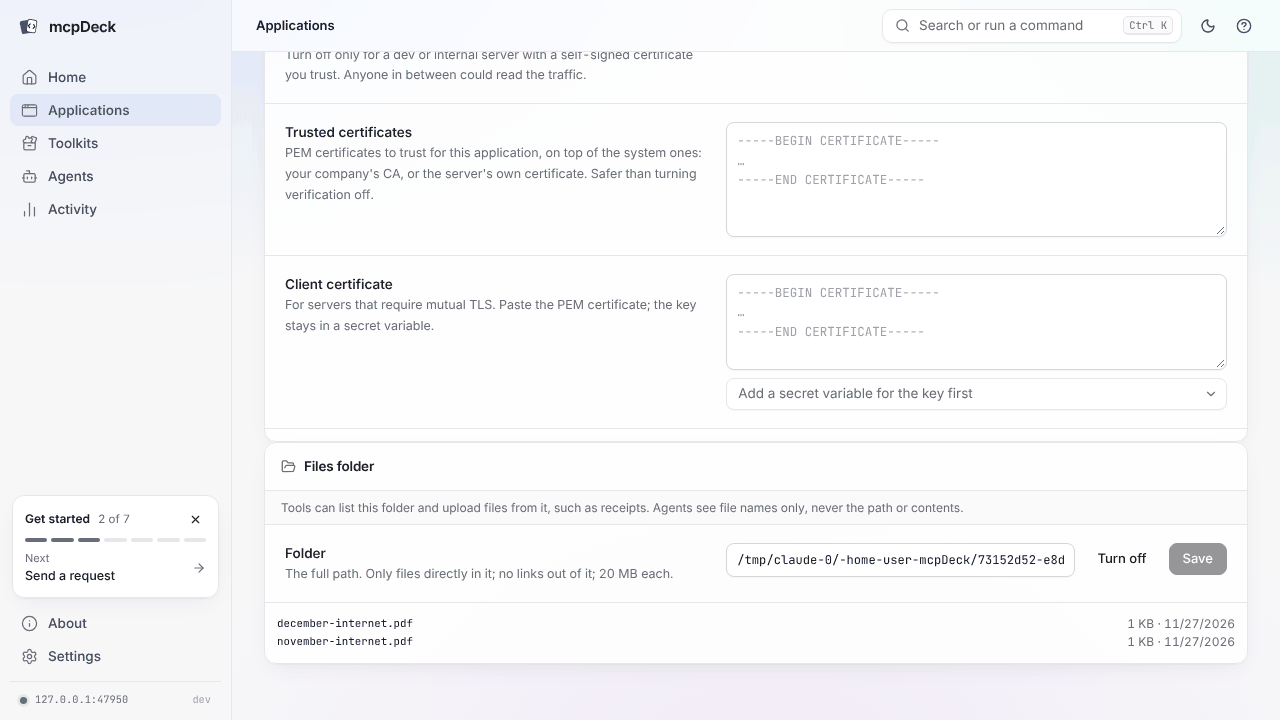 mcpDeck
Applications
Search or run a command
Ctrl K
Home
Applications
Toolkits
Agents
Activity
Turn off only for a dev or internal server with a self-signed certificate
you trust. Anyone in between could read the traffic.
Trusted certificates
PEM certificates to trust for this application, on top of the system ones:
your company's CA, or the server's own certificate. Safer than turning
verification off.
-----BEGIN CERTIFICATE-----
…
-----END CERTIFICATE-----
Client certificate
For servers that require mutual TLS. Paste the PEM certificate; the key
stays in a secret variable.
-----BEGIN CERTIFICATE-----
…
-----END CERTIFICATE-----
Add a secret variable for the key first
Files folder
Tools can list this folder and upload files from it, such as receipts. Agents see file names only, never the path or contents.
Folder
The full path. Only files directly in it; no links out of it; 20 MB each.
/tmp/claude-0/-home-user-mcpDeck/73152d52-e8d
Turn off
Save
december-internet.pdf
1 KB · 11/27/2026
november-internet.pdf
1 KB · 11/27/2026
Get started 2 of 7
Next
Send a request
About
Settings
127.0.0.1:47950
dev